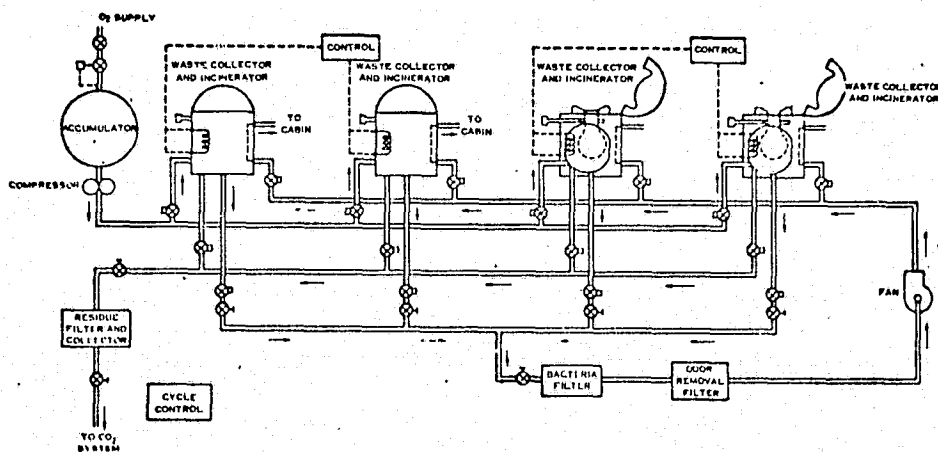 O₂ SUPPLY
CONTROL
CONTROL
WASTE COLLECTOR
AND INCINERATOR
WASTE COLLECTOR
AND INCINERATOR
WASTE COLLECTOR
AND INCINERATOR
WASTE COLLECTOR
AND INCINERATOR
ACCUMULATOR
TO
CABIN
TO
CABIN
COMPRESSOR
FAN
RESIDUE
FILTER AND
COLLECTOR
BACTERIA
FILTER
ODOR
REMOVAL
FILTER
CYCLE
CONTROL
TO CO₂
SYSTEM